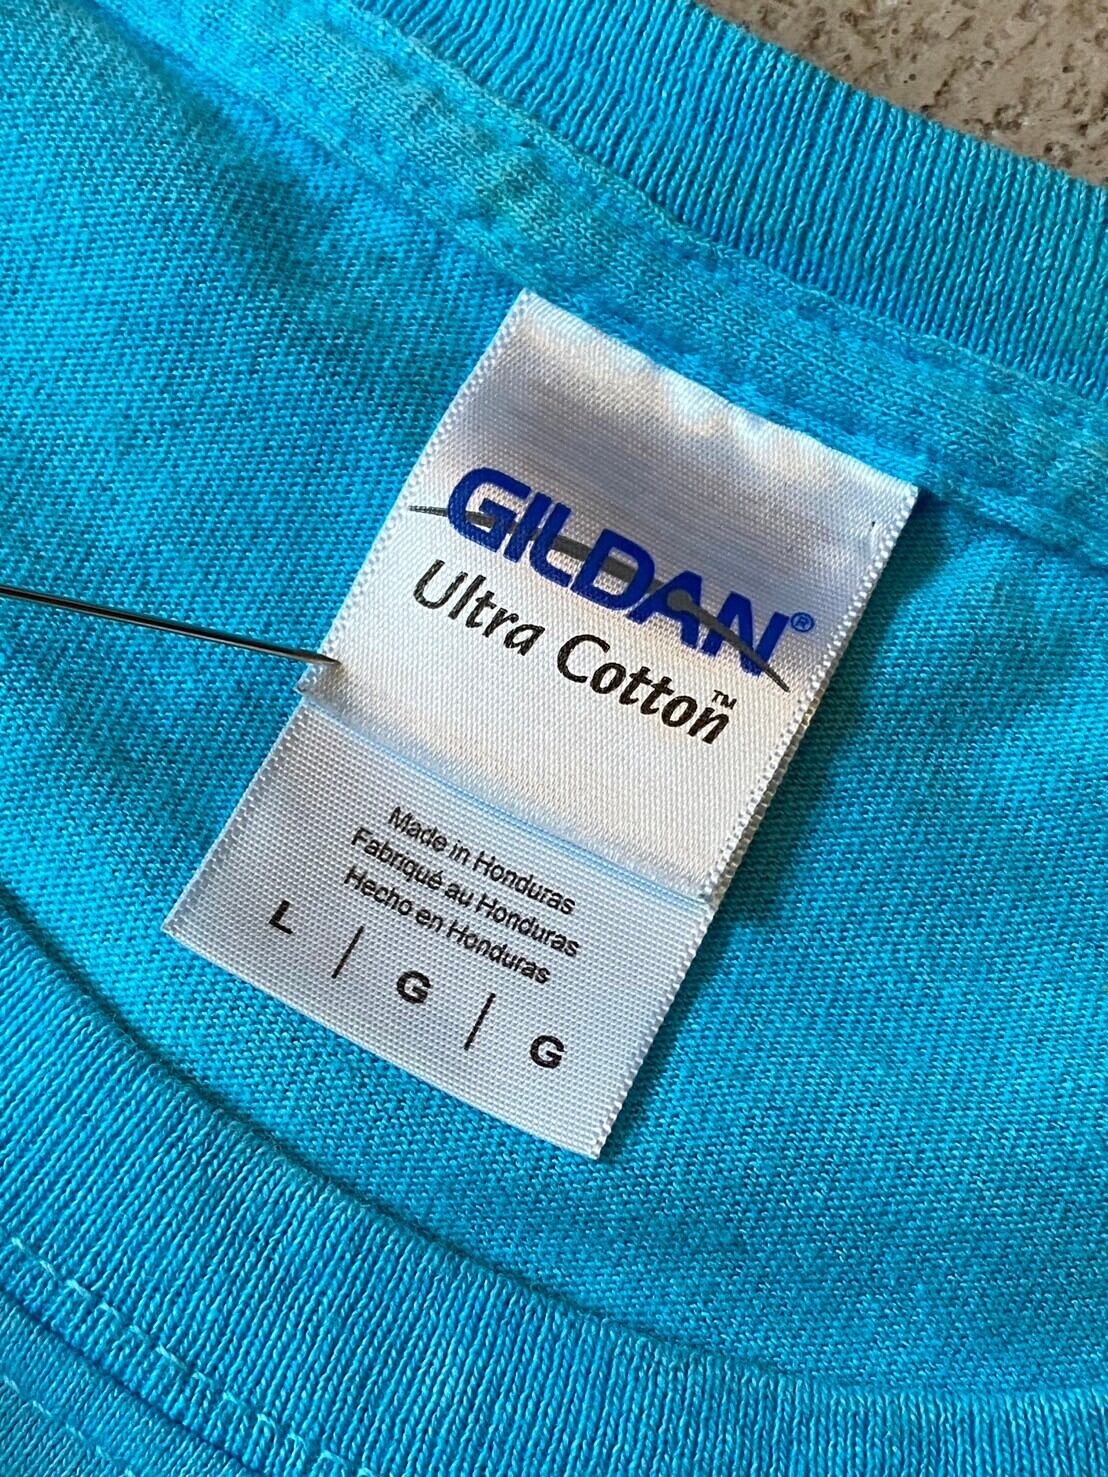 GILDAN®
Ultra Cotton™
Made in Honduras
Fabriqué au Honduras
Hecho en Honduras
L | G | G